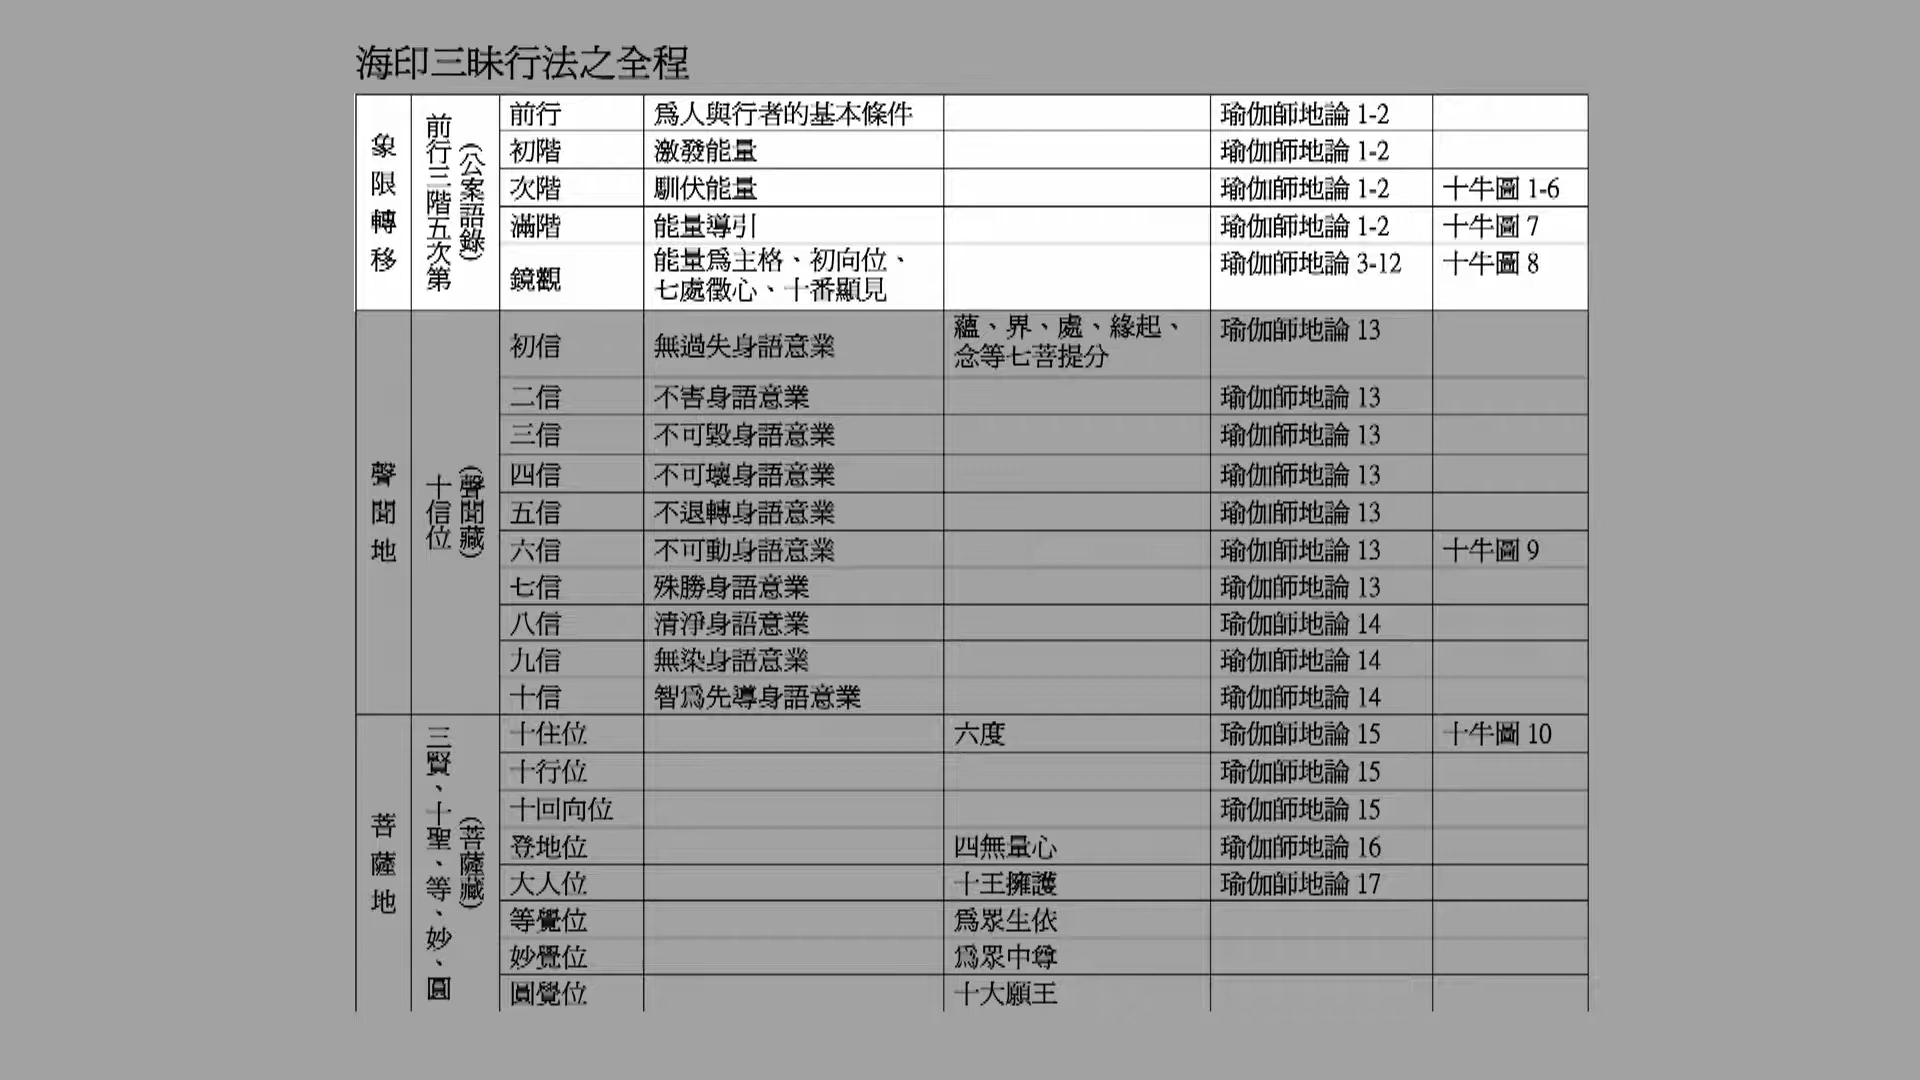 海印三昧行法之全程
象限轉移
前行三階五次第
(公案語錄)
前行 爲人與行者的基本條件 瑜伽師地論 1-2
初階 激發能量 瑜伽師地論 1-2
次階 馴伏能量 瑜伽師地論 1-2 十牛圖 1-6
滿階 能量導引 瑜伽師地論 1-2 十牛圖 7
鏡觀 能量爲主格、初向位、 瑜伽師地論 3-12 十牛圖 8
七處徵心、十番顯見
聲聞地
十信位
(聲聞藏)
初信 無過失身語意業 蘊、界、處、緣起、 瑜伽師地論 13
念等七菩提分
二信 不害身語意業 瑜伽師地論 13
三信 不可毀身語意業 瑜伽師地論 13
四信 不可壞身語意業 瑜伽師地論 13
五信 不退轉身語意業 瑜伽師地論 13
六信 不可動身語意業 瑜伽師地論 13 十牛圖 9
七信 殊勝身語意業 瑜伽師地論 13
八信 清淨身語意業 瑜伽師地論 14
九信 無染身語意業 瑜伽師地論 14
十信 智爲先導身語意業 瑜伽師地論 14
菩薩地
三賢、十聖、等、妙、圓
(菩薩藏)
十住位 六度 瑜伽師地論 15 十牛圖 10
十行位 瑜伽師地論 15
十回向位 瑜伽師地論 15
登地位 四無量心 瑜伽師地論 16
大人位 十王擁護 瑜伽師地論 17
等覺位 爲眾生依
妙覺位 爲眾中尊
圓覺位 十大願王